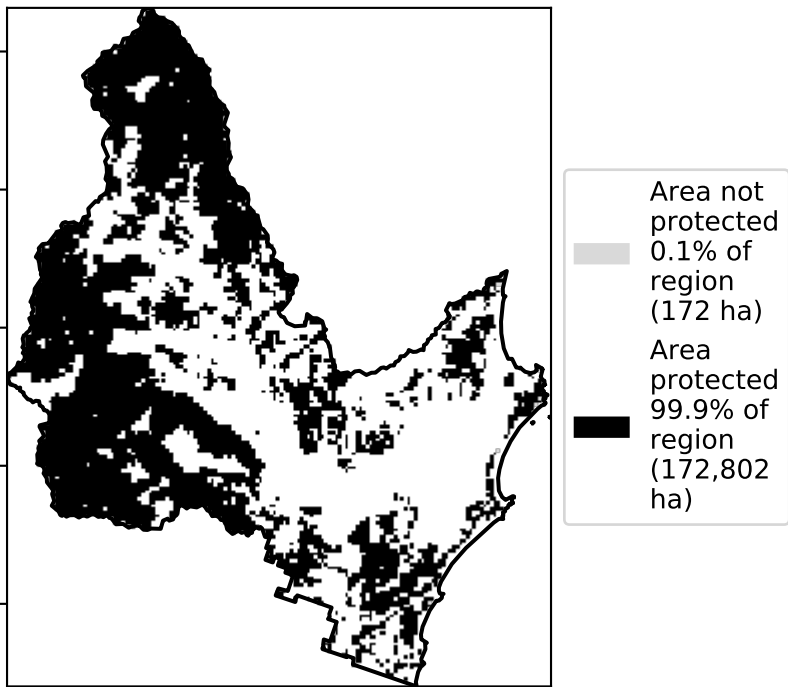 Area not
protected
0.1% of
region
(172 ha)
Area
protected
99.9% of
region
(172,802
ha)